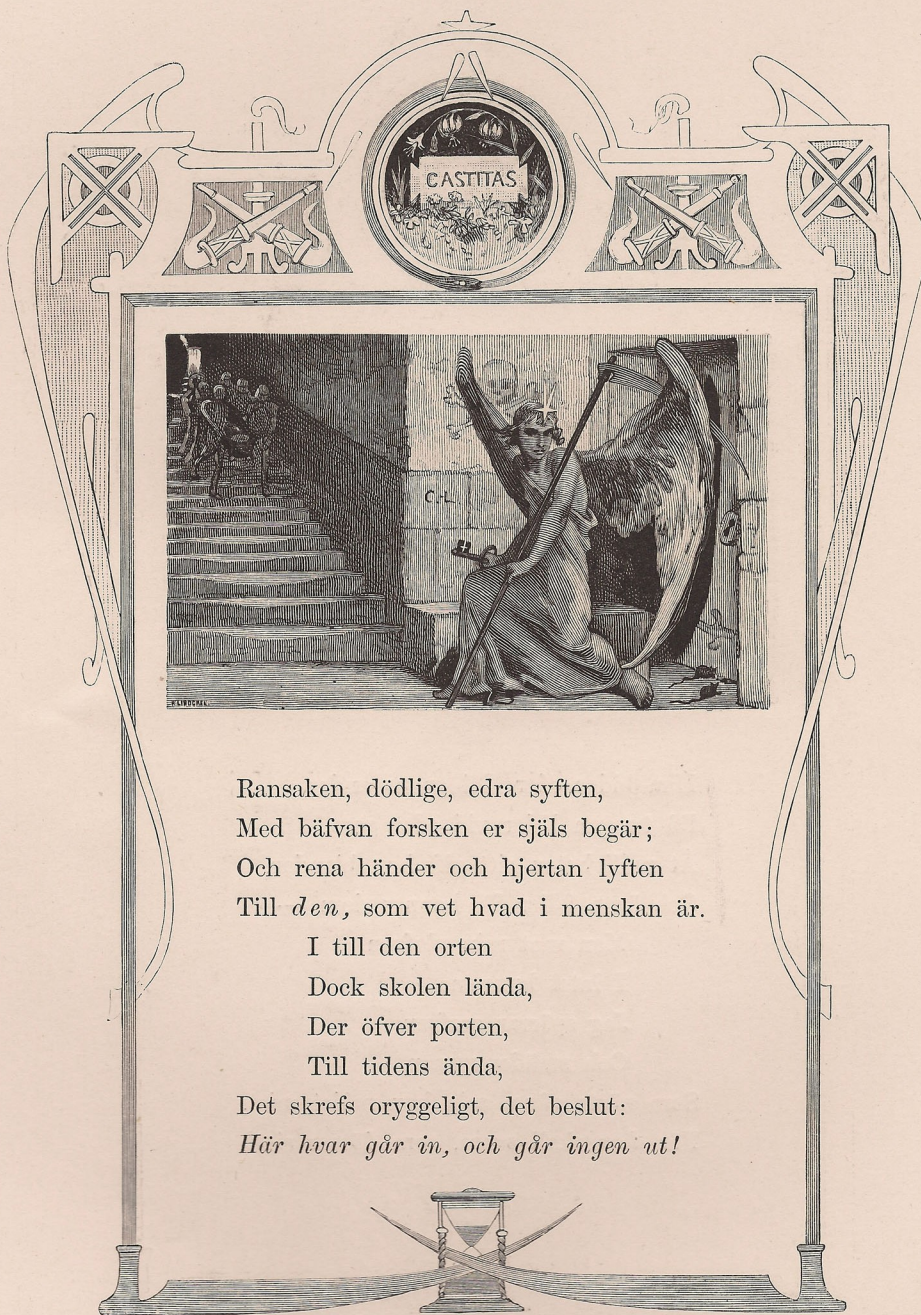 CASTITAS
C.L.
Ransaken, dödlige, edra syften,
Med bäfvan forsken er själs begär;
Och rena händer och hjertan lyften
Till den, som vet hvad i menskan är.
I till den orten
Dock skolen lända,
Der öfver porten,
Till tidens ända,
Det skrefs oryggeligt, det beslut:
Här hvar går in, och går ingen ut!